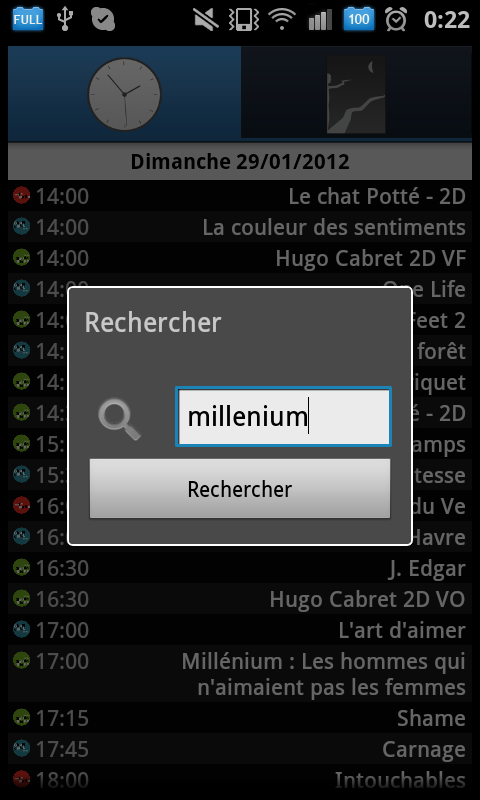 FULL 100 0:22
Dimanche 29/01/2012
14:00 Le chat Potté - 2D
14:00 La couleur des sentiments
14:00 Hugo Cabret 2D VF
14:00 One Life
14: Feet 2
14: forêt
14: iquet
14: é - 2D
15: amps
15: tesse
16: du Ve
16: Havre
Rechercher
millenium
Rechercher
16:30 J. Edgar
16:30 Hugo Cabret 2D VO
17:00 L'art d'aimer
17:00 Millénium : Les hommes qui
n'aimaient pas les femmes
17:15 Shame
17:45 Carnage
18:00 Intouchables